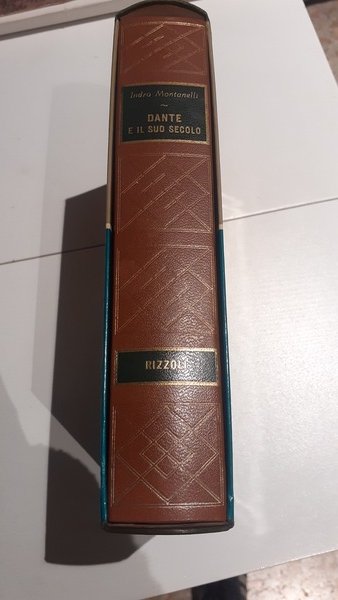 Indro Montanelli
~
DANTE
E IL SUO SECOLO
RIZZOLI